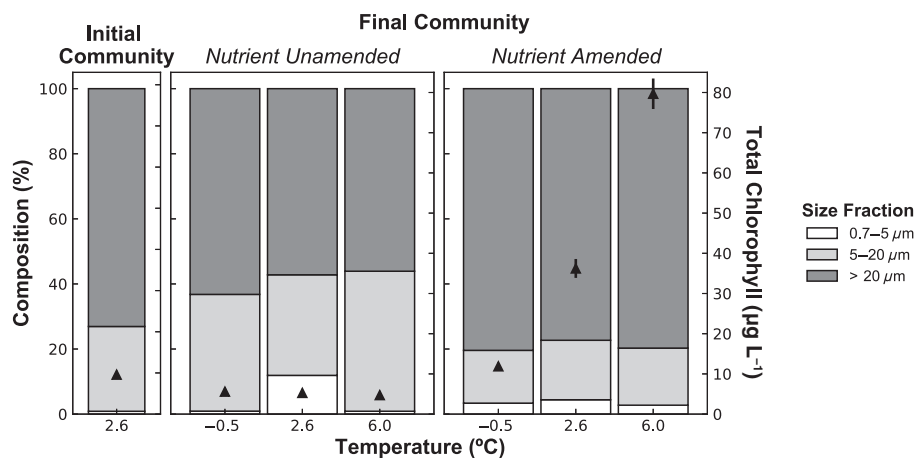 Final Community
Initial
Community
Nutrient Unamended
Nutrient Amended
100
80
60
40
20
0
Composition (%)
2.6
−0.5
2.6
6.0
−0.5
2.6
6.0
Temperature (ºC)
80
70
60
50
40
30
20
10
0
Total Chlorophyll (µg L⁻¹)
Size Fraction
0.7–5 µm
5–20 µm
> 20 µm